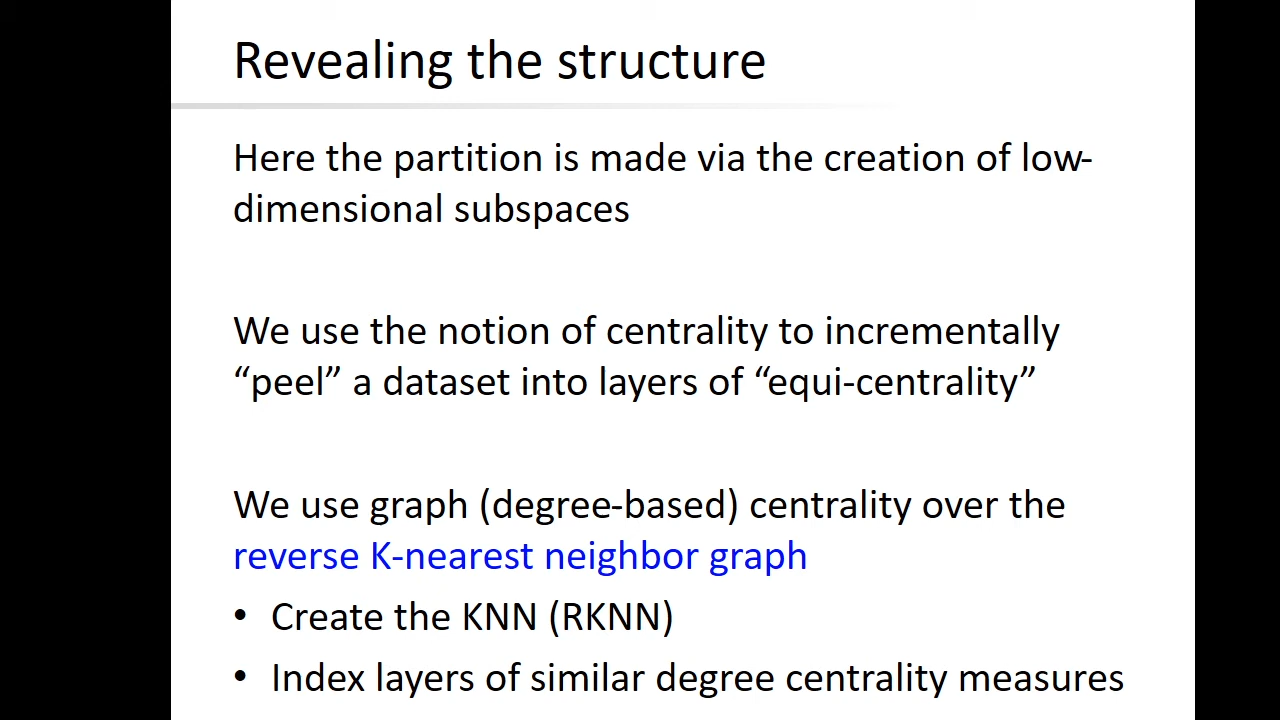 Revealing the structure
Here the partition is made via the creation of low-
dimensional subspaces
We use the notion of centrality to incrementally
“peel” a dataset into layers of “equi-centrality”
We use graph (degree-based) centrality over the
reverse K-nearest neighbor graph
• Create the KNN (RKNN)
• Index layers of similar degree centrality measures